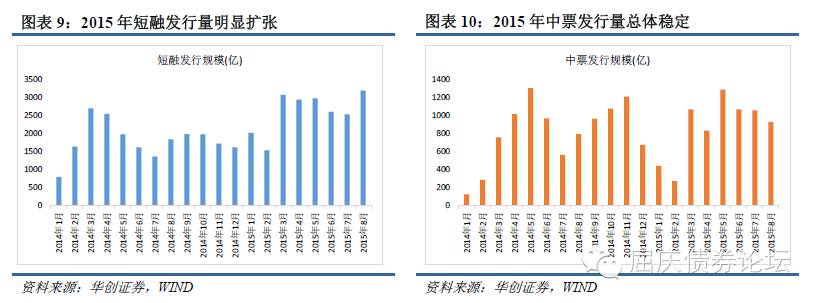 图表 9：2015 年短融发行量明显扩张
短融发行规模(亿)
3500
3000
2500
2000
1500
1000
500
0
2014年1月
2014年2月
2014年3月
2014年4月
2014年5月
2014年6月
2014年7月
2014年8月
2014年9月
2014年10月
2014年11月
2014年12月
2015年1月
2015年2月
2015年3月
2015年4月
2015年5月
2015年6月
2015年7月
2015年8月
资料来源：华创证券，WIND
图表 10：2015 年中票发行量总体稳定
中票发行规模(亿)
1400
1200
1000
800
600
400
200
0
2014年1月
2014年2月
2014年3月
2014年4月
2014年5月
2014年6月
2014年7月
2014年8月
2014年9月
2014年10月
2014年11月
2014年12月
2015年1月
2015年2月
2015年3月
2015年4月
2015年5月
2015年6月
2015年7月
2015年8月
资料来源：华创证券，WIND
屈庆债券论坛